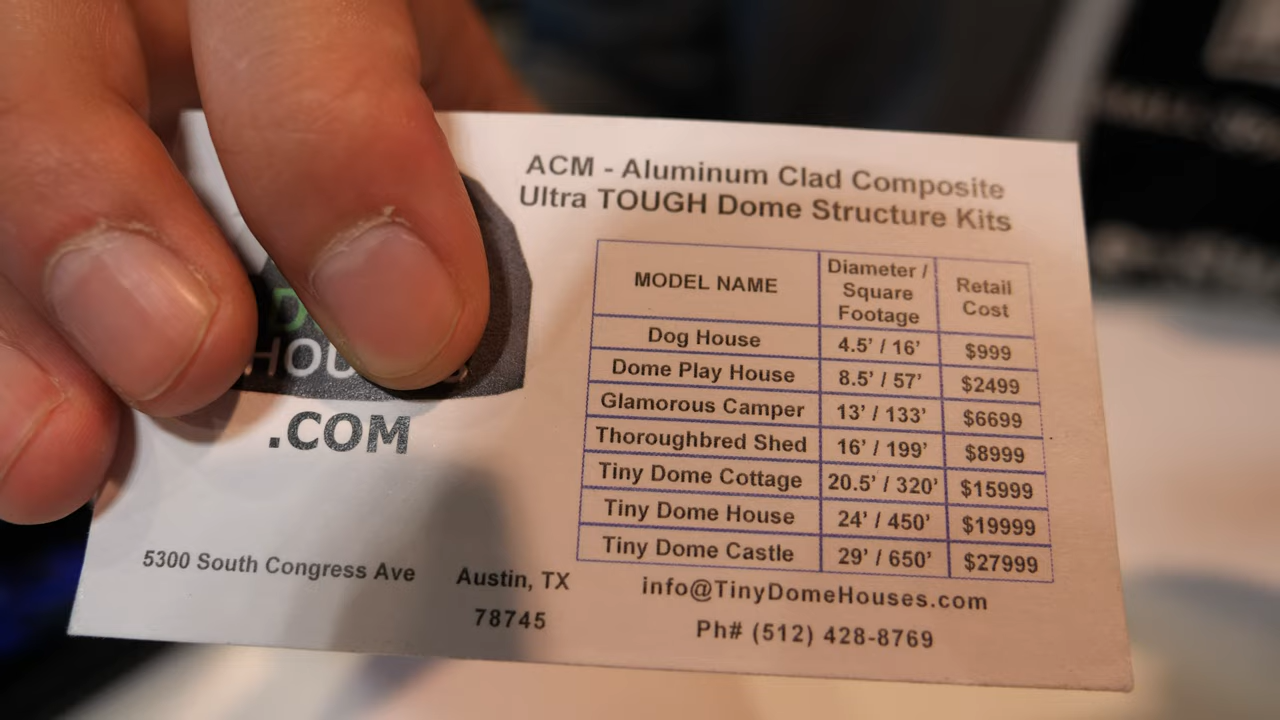 ACM - Aluminum Clad Composite
Ultra TOUGH Dome Structure Kits
MODEL NAME Diameter / Square Footage Retail Cost
Dog House 4.5’ / 16’ $999
Dome Play House 8.5’ / 57’ $2499
Glamorous Camper 13’ / 133’ $6699
Thoroughbred Shed 16’ / 199’ $8999
Tiny Dome Cottage 20.5’ / 320’ $15999
Tiny Dome House 24’ / 450’ $19999
Tiny Dome Castle 29’ / 650’ $27999
.COM
5300 South Congress Ave Austin, TX
78745
info@TinyDomeHouses.com
Ph# (512) 428-8769